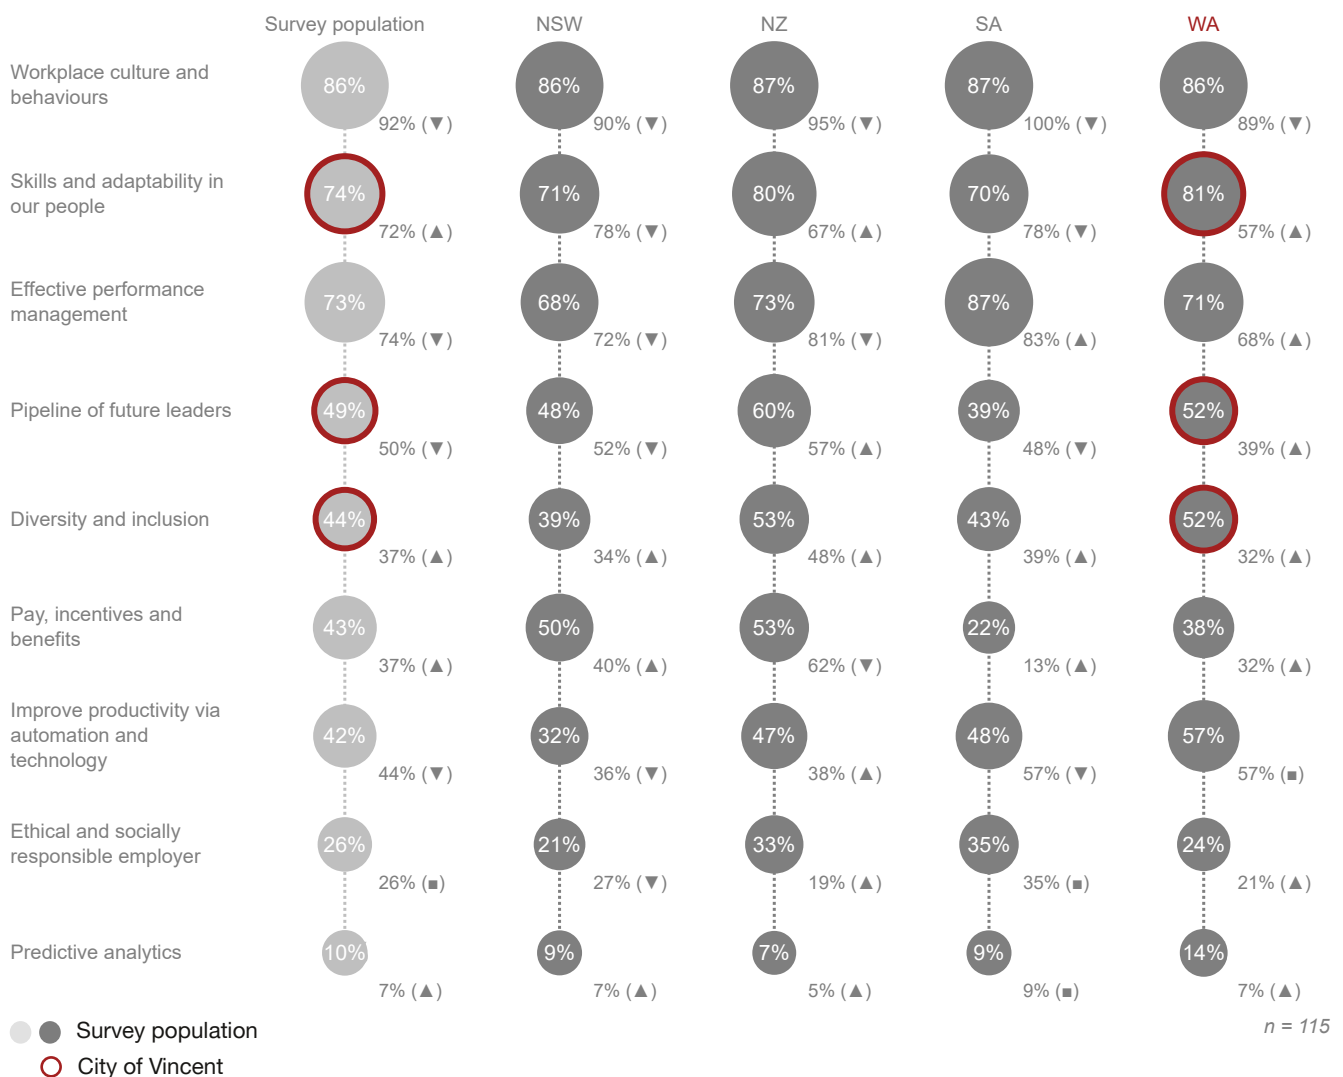 Survey population NSW NZ SA WA
Workplace culture and
behaviours
86% 86% 87% 87% 86%
92% (▼) 90% (▼) 95% (▼) 100% (▼) 89% (▼)
Skills and adaptability in
our people
74% 71% 80% 70% 81%
72% (▲) 78% (▼) 67% (▲) 78% (▼) 57% (▲)
Effective performance
management
73% 68% 73% 87% 71%
74% (▼) 72% (▼) 81% (▼) 83% (▲) 68% (▲)
Pipeline of future leaders 49% 48% 60% 39% 52%
50% (▼) 52% (▼) 57% (▲) 48% (▼) 39% (▲)
Diversity and inclusion 44% 39% 53% 43% 52%
37% (▲) 34% (▲) 48% (▲) 39% (▲) 32% (▲)
Pay, incentives and
benefits
43% 50% 53% 22% 38%
37% (▲) 40% (▲) 62% (▼) 13% (▲) 32% (▲)
Improve productivity via
automation and
technology
42% 32% 47% 48% 57%
44% (▼) 36% (▼) 38% (▲) 57% (▼) 57% (■)
Ethical and socially
responsible employer
26% 21% 33% 35% 24%
26% (■) 27% (▼) 19% (▲) 35% (■) 21% (▲)
Predictive analytics 10% 9% 7% 9% 14%
7% (▲) 7% (▲) 5% (▲) 9% (■) 7% (▲)
Survey population
n = 115
City of Vincent